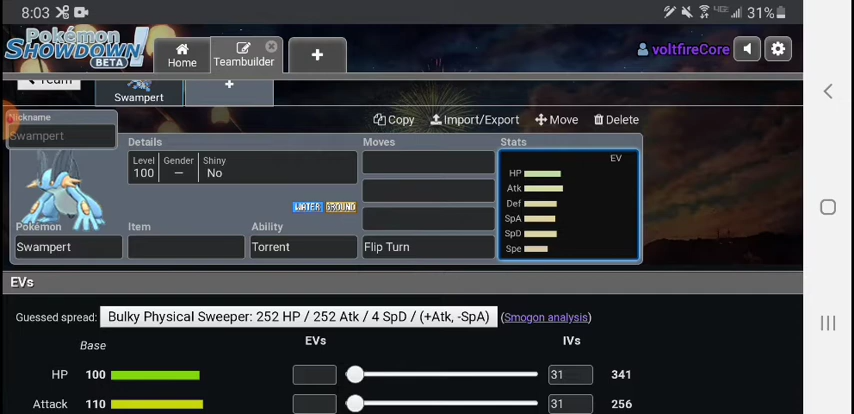 8:03 31%
Pokémon
SHOWDOWN!
BETA
Home
Teambuilder
+
voltfireCore
Team
Swampert
+
Nickname
Swampert
Copy Import/Export Move Delete
Details
Level Gender Shiny
100 — No
WATER GROUND
Moves
Stats
EV
HP
Atk
Def
SpA
SpD
Spe
Pokémon Item Ability
Swampert Torrent Flip Turn
EVs
Guessed spread: Bulky Physical Sweeper: 252 HP / 252 Atk / 4 SpD / (+Atk, -SpA) (Smogon analysis)
Base EVs IVs
HP 100 31 341
Attack 110 31 256